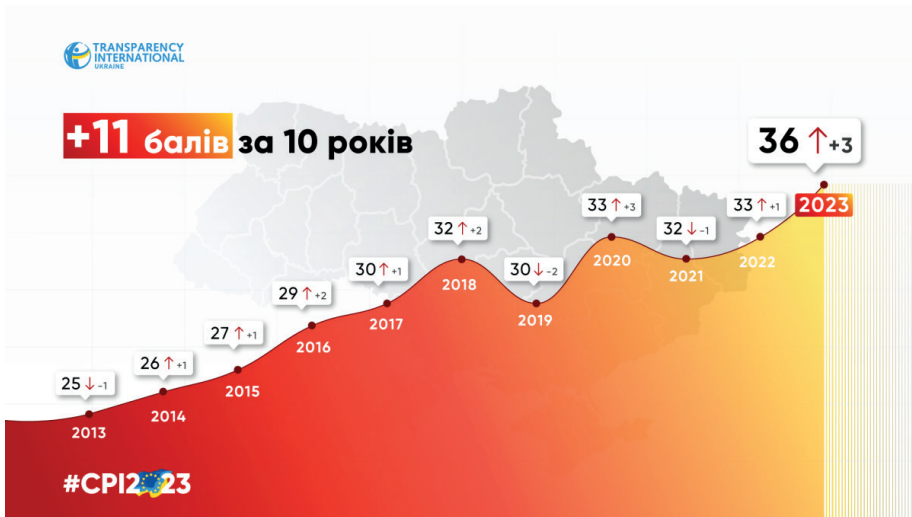 TRANSPARENCY
INTERNATIONAL
UKRAINE
+11 балів за 10 років
36 ↑ +3
2023
33 ↑ +1
2022
32 ↓ -1
2021
33 ↑ +3
2020
30 ↓ -2
2019
32 ↑ +2
2018
30 ↑ +1
2017
29 ↑ +2
2016
27 ↑ +1
2015
26 ↑ +1
2014
25 ↓ -1
2013
#CPI2023